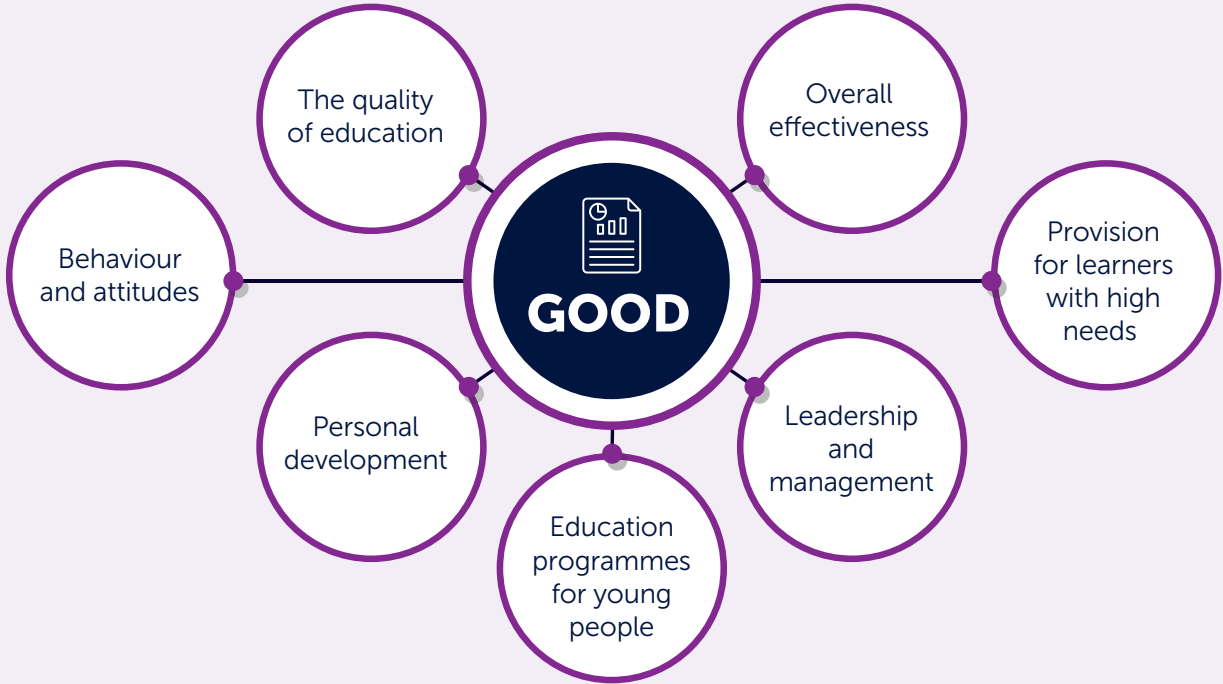 The quality
of education
Overall
effectiveness
Behaviour
and attitudes
GOOD
Provision
for learners
with high
needs
Personal
development
Leadership
and
management
Education
programmes
for young
people